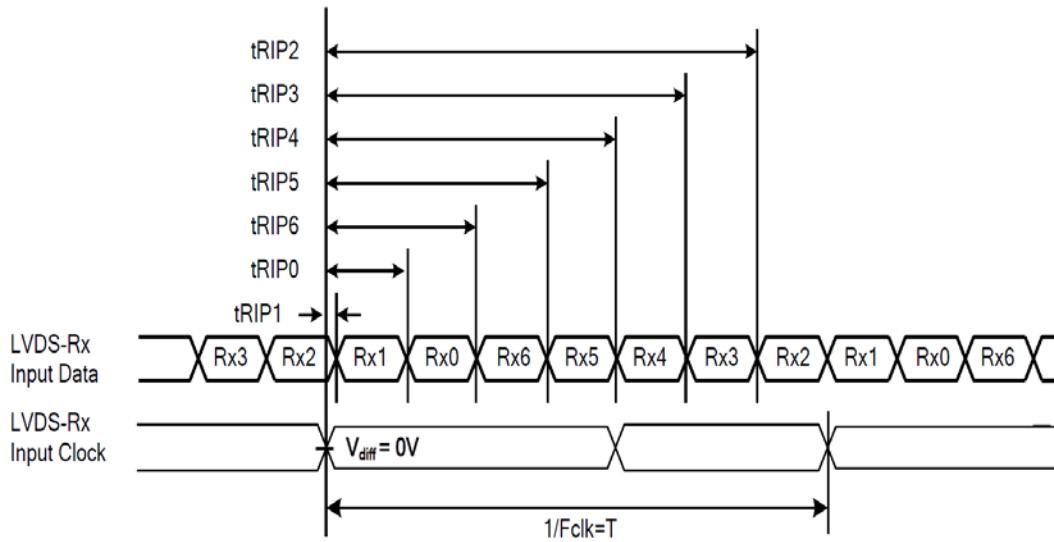 tRIP2
tRIP3
tRIP4
tRIP5
tRIP6
tRIP0
tRIP1
LVDS-Rx
Input Data
Rx3 Rx2 Rx1 Rx0 Rx6 Rx5 Rx4 Rx3 Rx2 Rx1 Rx0 Rx6
LVDS-Rx
Input Clock
Vdiff = 0V
1/Fclk=T